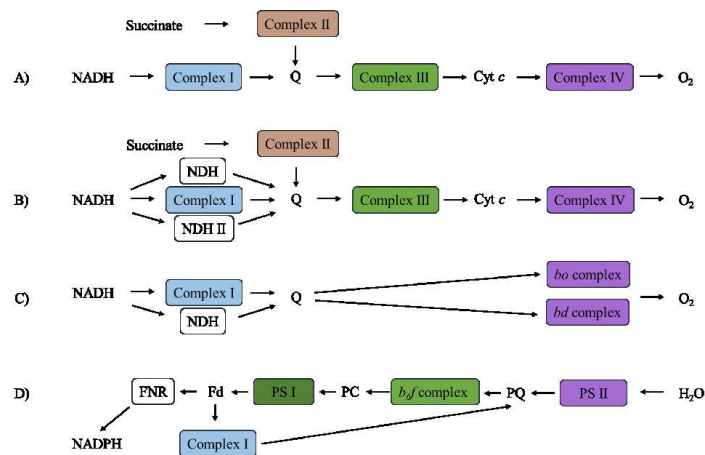 Succinate Complex II
A) NADH Complex I Q Complex III Cyt c Complex IV O₂
Succinate Complex II
NDH
B) NADH Complex I Q Complex III Cyt c Complex IV O₂
NDH II
bo complex
C) NADH Complex I Q O₂
NDH bd complex
D) FNR Fd PS I PC b₆f complex PQ PS II H₂O
NADPH Complex I